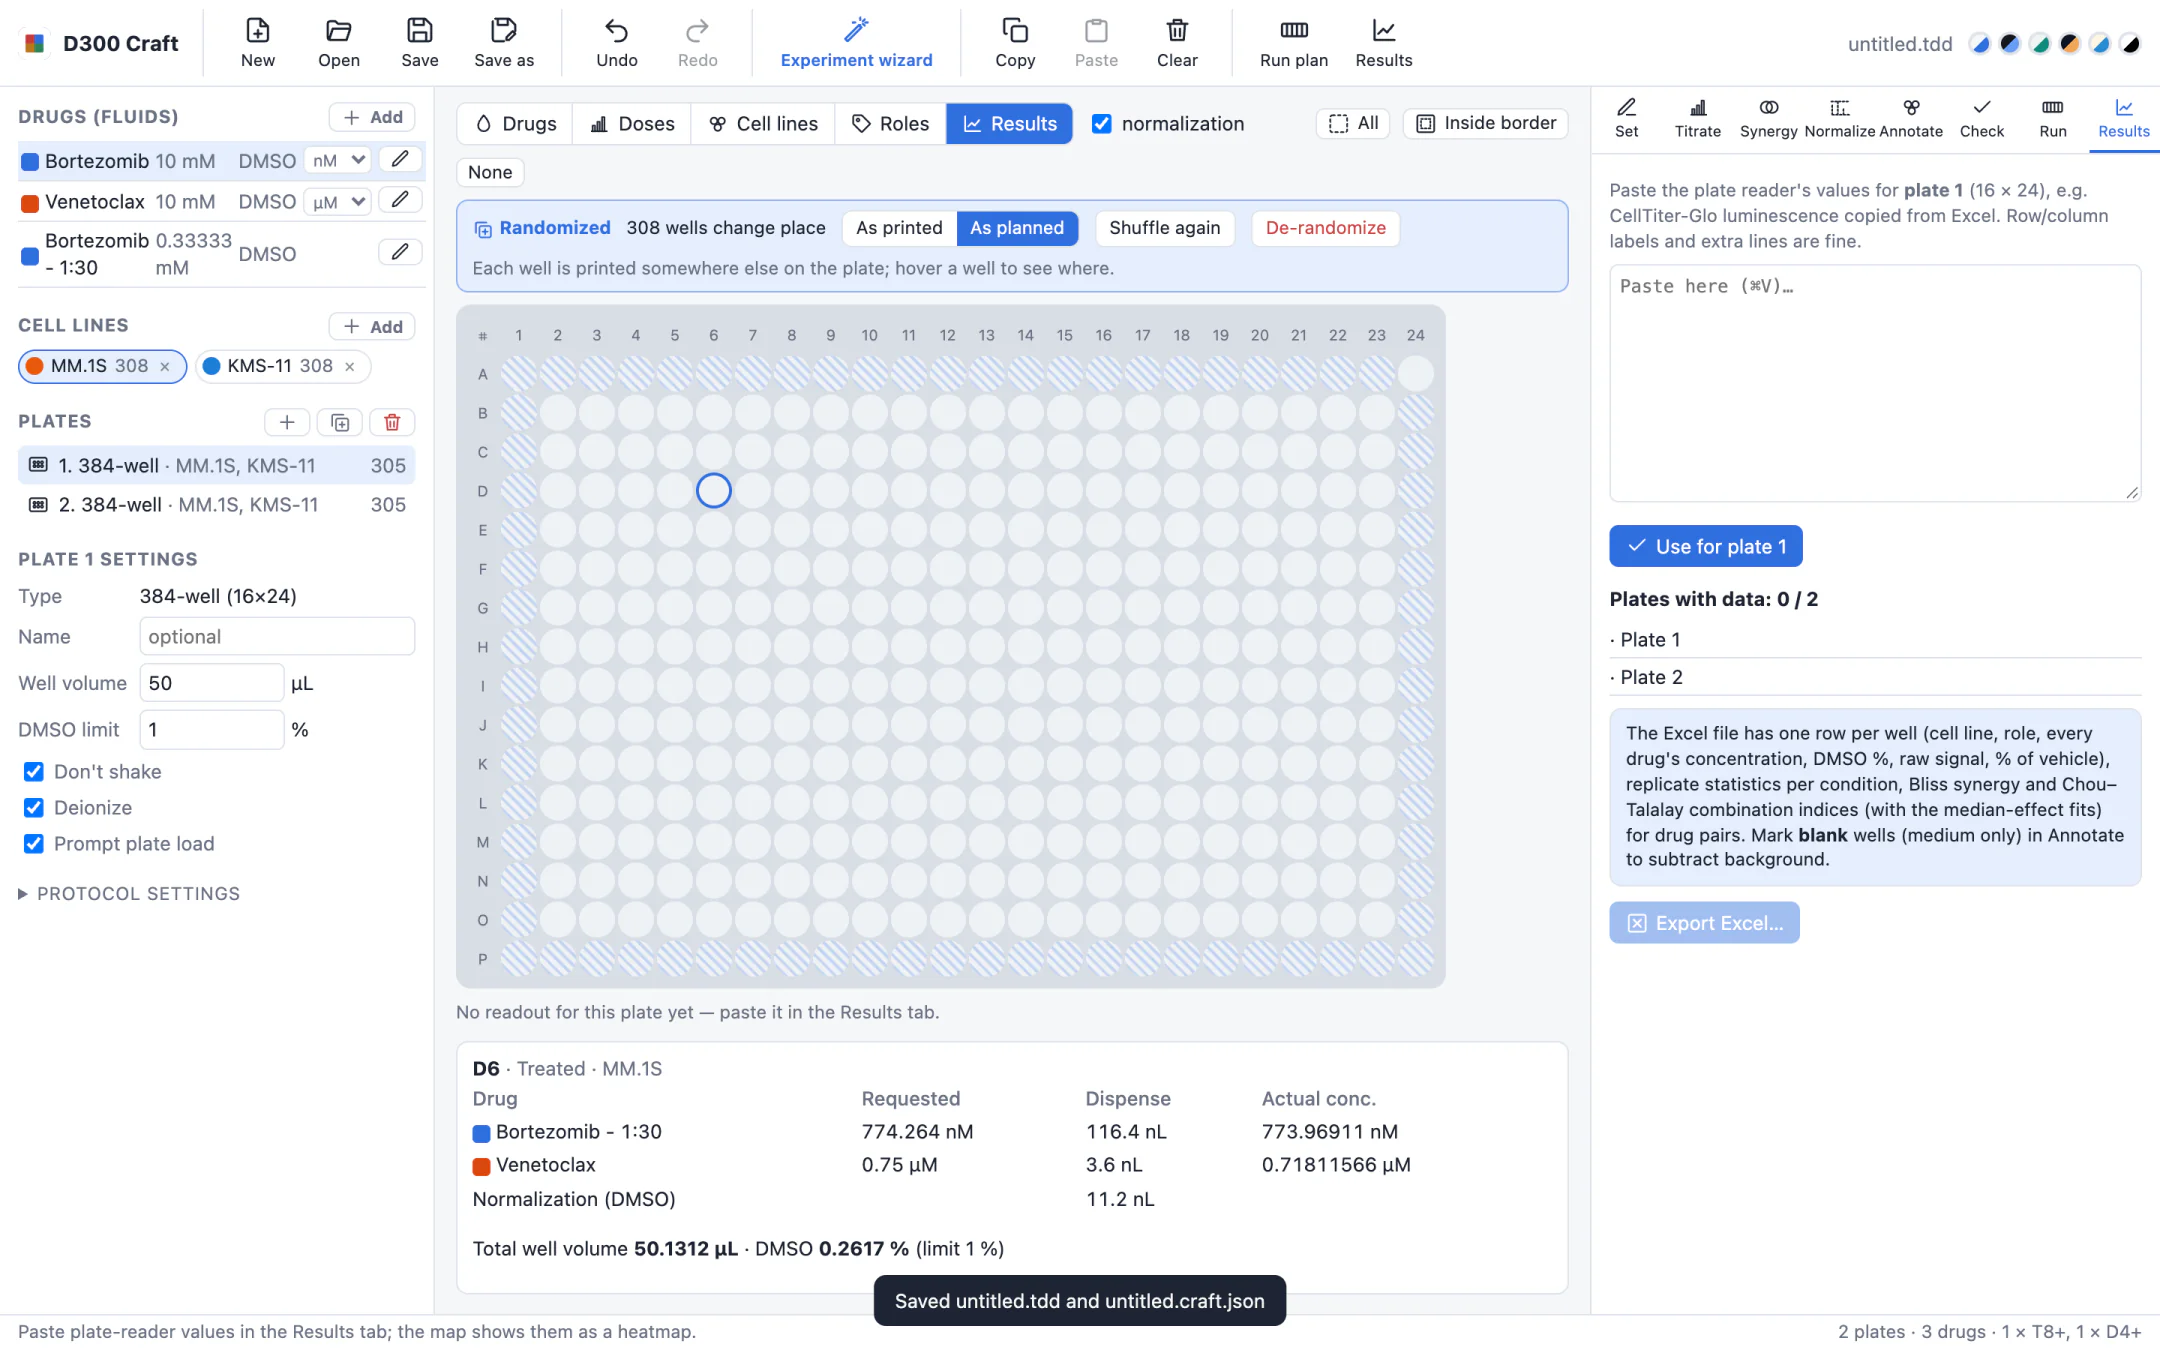 D300 Craft
New
Open
Save
Save as
Undo
Redo
Experiment wizard
Copy
Paste
Clear
Run plan
Results
untitled.tdd
DRUGS (FLUIDS)
Add
Bortezomib 10 mM DMSO nM
Venetoclax 10 mM DMSO µM
Bortezomib - 1:30 0.33333 mM DMSO
CELL LINES
Add
MM.1S 308 ×
KMS-11 308 ×
PLATES
1. 384-well · MM.1S, KMS-11 305
2. 384-well · MM.1S, KMS-11 305
PLATE 1 SETTINGS
Type 384-well (16×24)
Name optional
Well volume 50 µL
DMSO limit 1 %
Don't shake
Deionize
Prompt plate load
PROTOCOL SETTINGS
Drugs
Doses
Cell lines
Roles
Results
normalization
All
Inside border
None
Randomized 308 wells change place As printed As planned Shuffle again De-randomize
Each well is printed somewhere else on the plate; hover a well to see where.
# 1 2 3 4 5 6 7 8 9 10 11 12 13 14 15 16 17 18 19 20 21 22 23 24
A
B
C
D
E
F
G
H
I
J
K
L
M
N
O
P
No readout for this plate yet — paste it in the Results tab.
D6 · Treated · MM.1S
Drug Requested Dispense Actual conc.
Bortezomib - 1:30 774.264 nM 116.4 nL 773.96911 nM
Venetoclax 0.75 µM 3.6 nL 0.71811566 µM
Normalization (DMSO) 11.2 nL
Total well volume 50.1312 µL · DMSO 0.2617 % (limit 1 %)
Saved untitled.tdd and untitled.craft.json
Set
Titrate
Synergy
Normalize
Annotate
Check
Run
Results
Paste the plate reader's values for plate 1 (16 × 24), e.g.
CellTiter-Glo luminescence copied from Excel. Row/column
labels and extra lines are fine.
Paste here (⌘V)…
Use for plate 1
Plates with data: 0 / 2
· Plate 1
· Plate 2
The Excel file has one row per well (cell line, role, every
drug's concentration, DMSO %, raw signal, % of vehicle),
replicate statistics per condition, Bliss synergy and Chou–
Talalay combination indices (with the median-effect fits)
for drug pairs. Mark blank wells (medium only) in Annotate
to subtract background.
Export Excel…
Paste plate-reader values in the Results tab; the map shows them as a heatmap.
2 plates · 3 drugs · 1 × T8+, 1 × D4+